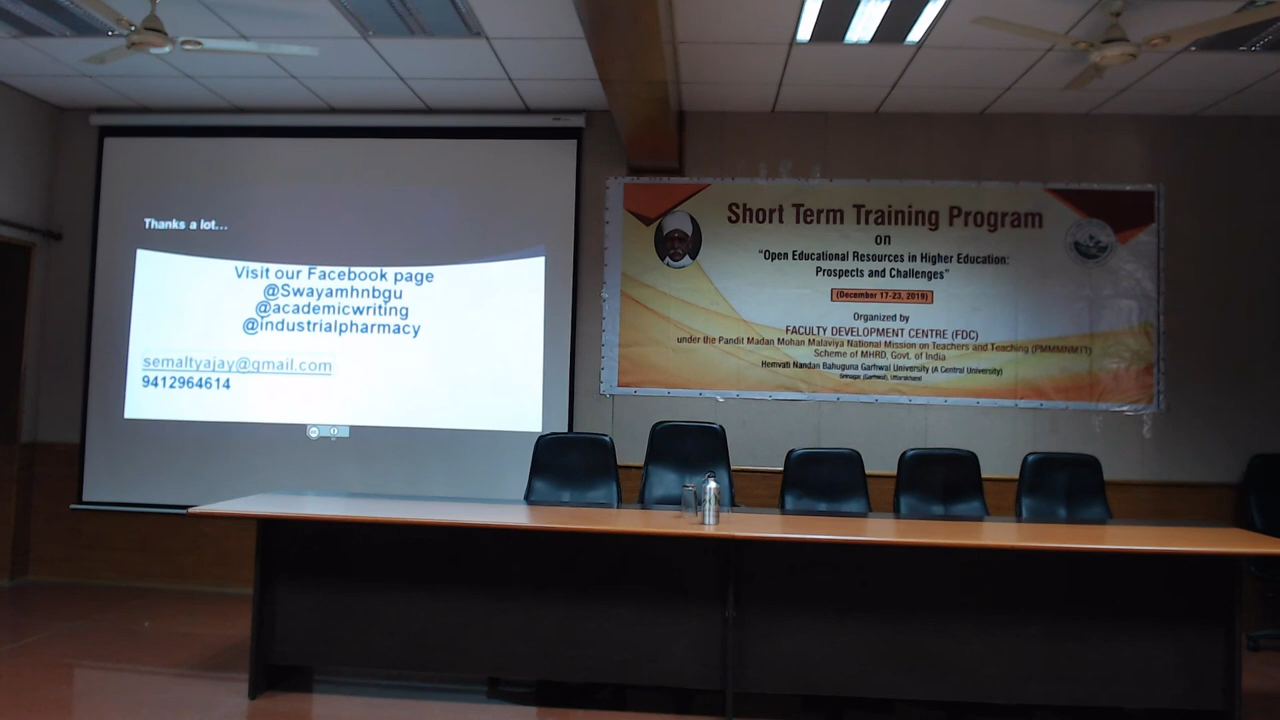 Thanks a lot...
Visit our Facebook page
@Swayamhnbgu
@academicwriting
@industrialpharmacy
semaltyajay@gmail.com
9412964614
Short Term Training Program
on
"Open Educational Resources in Higher Education:
Prospects and Challenges"
(December 17-23, 2019)
Organized by
FACULTY DEVELOPMENT CENTRE (FDC)
under the Pandit Madan Mohan Malaviya National Mission on Teachers and Teaching (PMMMNMTT)
Scheme of MHRD, Govt. of India
Hemvati Nandan Bahuguna Garhwal University (A Central University)
Srinagar (Garhwal), Uttarakhand